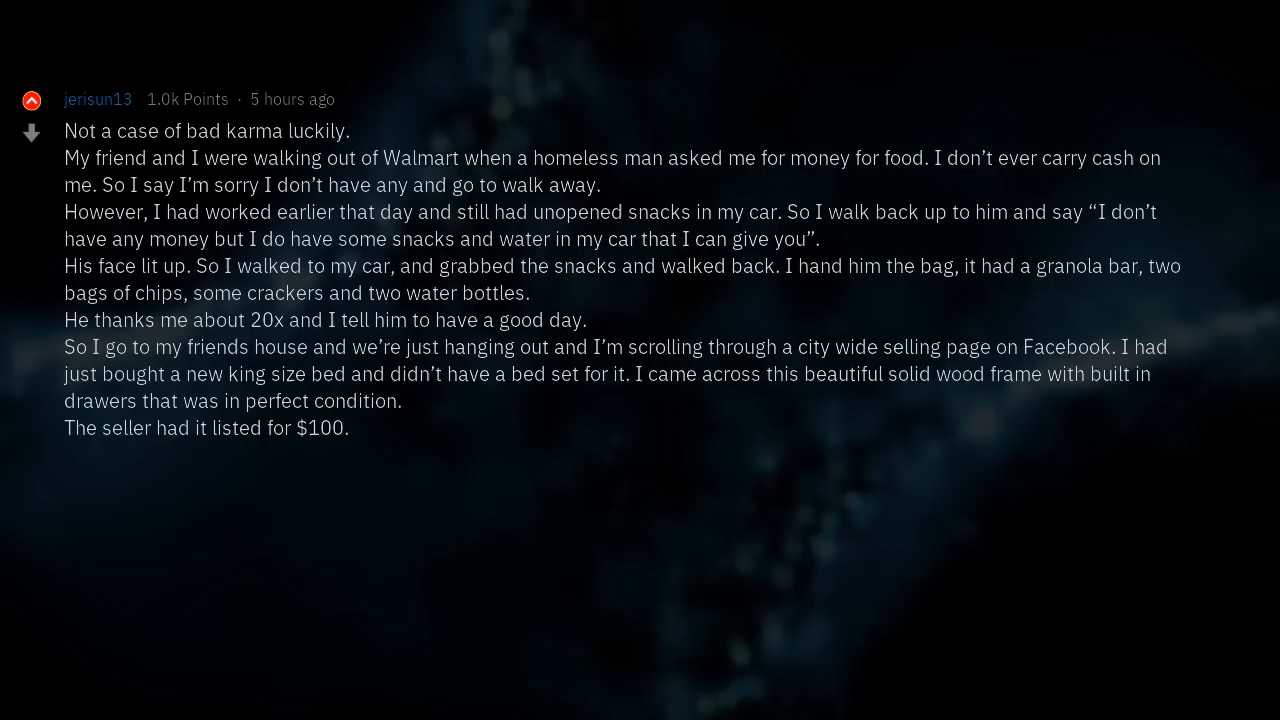 jerisun13 1.0k Points · 5 hours ago
Not a case of bad karma luckily.
My friend and I were walking out of Walmart when a homeless man asked me for money for food. I don’t ever carry cash on
me. So I say I’m sorry I don’t have any and go to walk away.
However, I had worked earlier that day and still had unopened snacks in my car. So I walk back up to him and say “I don’t
have any money but I do have some snacks and water in my car that I can give you”.
His face lit up. So I walked to my car, and grabbed the snacks and walked back. I hand him the bag, it had a granola bar, two
bags of chips, some crackers and two water bottles.
He thanks me about 20x and I tell him to have a good day.
So I go to my friends house and we’re just hanging out and I’m scrolling through a city wide selling page on Facebook. I had
just bought a new king size bed and didn’t have a bed set for it. I came across this beautiful solid wood frame with built in
drawers that was in perfect condition.
The seller had it listed for $100.